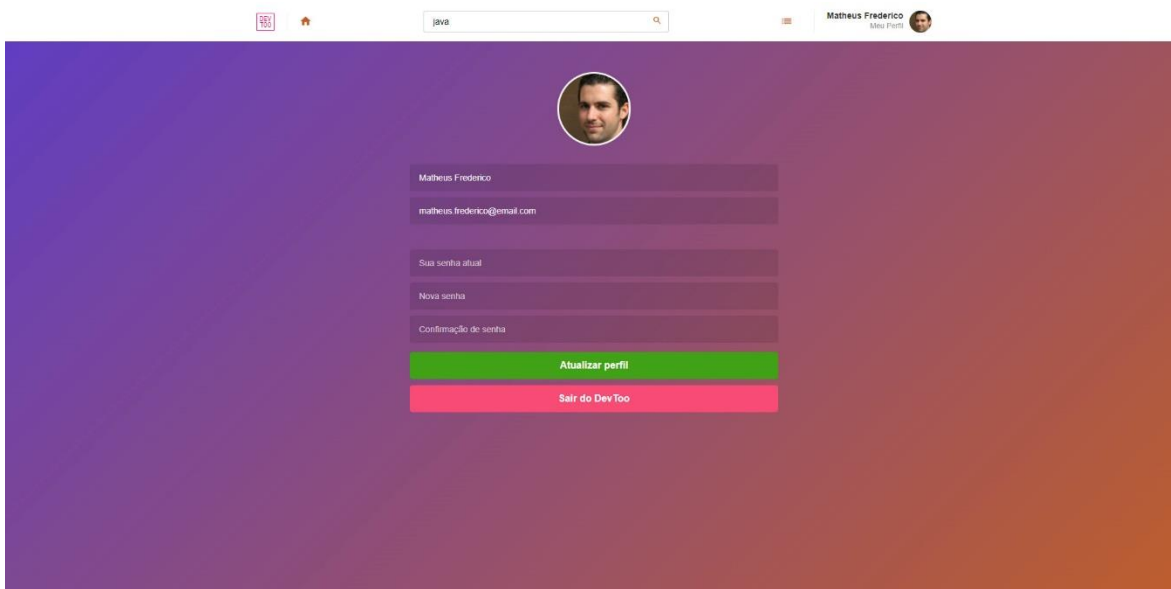 DEV
TOO
java
Matheus Frederico
Meu Perfil
Matheus Frederico
matheus.frederico@email.com
Sua senha atual
Nova senha
Confirmação de senha
Atualizar perfil
Sair do DevToo